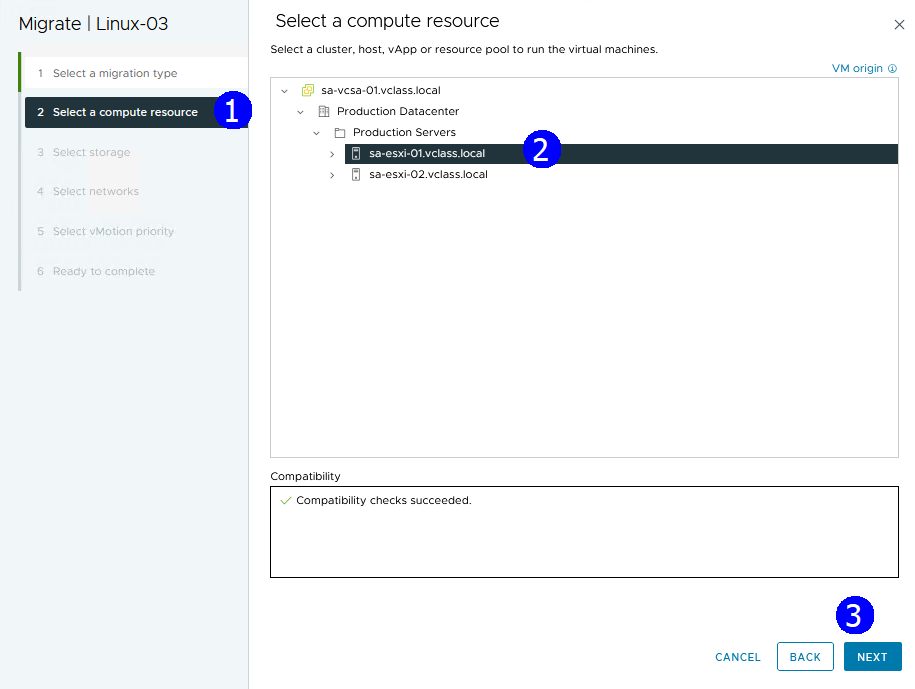 Migrate | Linux-03
1 Select a migration type
2 Select a compute resource
1
3 Select storage
4 Select networks
5 Select vMotion priority
6 Ready to complete
Select a compute resource
Select a cluster, host, vApp or resource pool to run the virtual machines.
VM origin
sa-vcsa-01.vclass.local
Production Datacenter
Production Servers
sa-esxi-01.vclass.local
2
sa-esxi-02.vclass.local
Compatibility
Compatibility checks succeeded.
3
CANCEL
BACK
NEXT